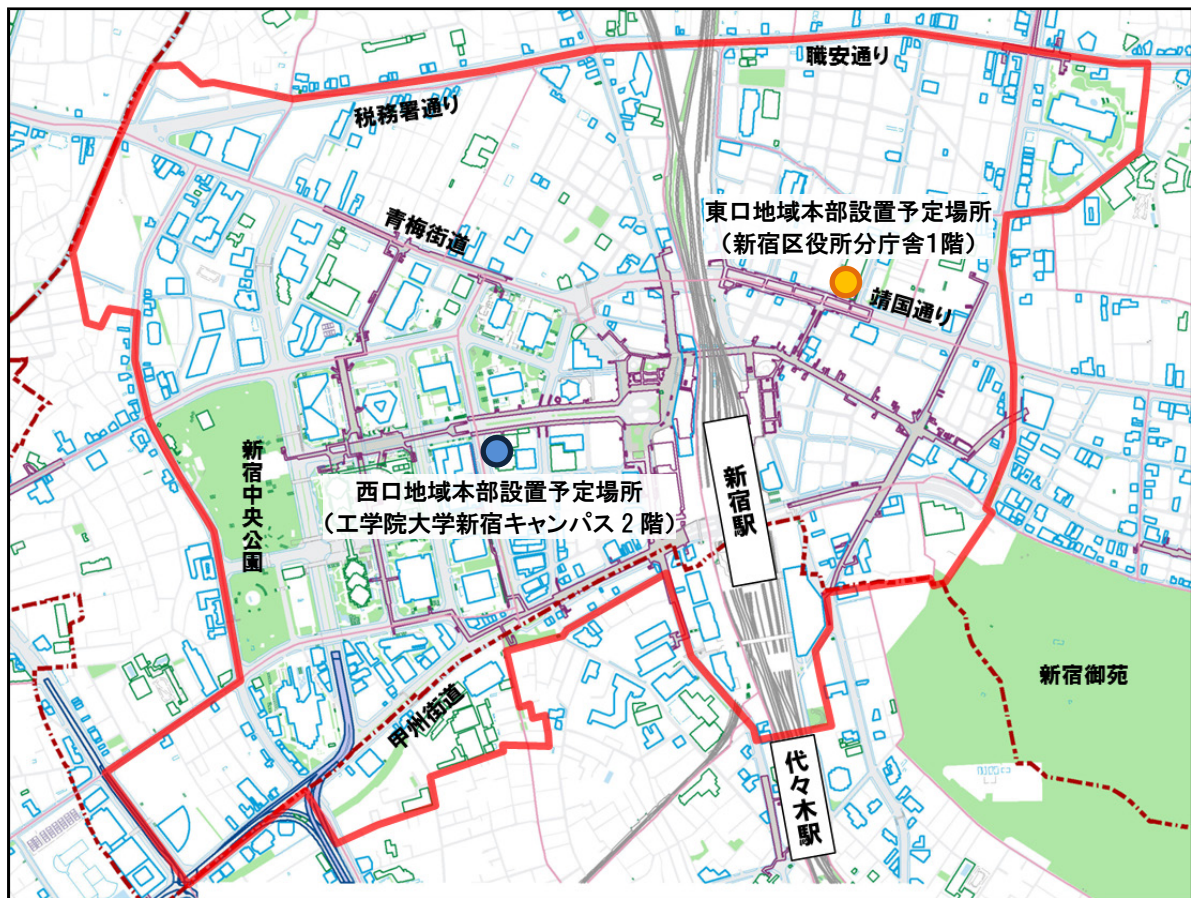 職安通り
税務署通り
東口地域本部設置予定場所
（新宿区役所分庁舎1階）
青梅街道
靖国通り
新宿中央公園
西口地域本部設置予定場所
（工学院大学新宿キャンパス２階）
新宿駅
新宿御苑
甲州街道
代々木駅